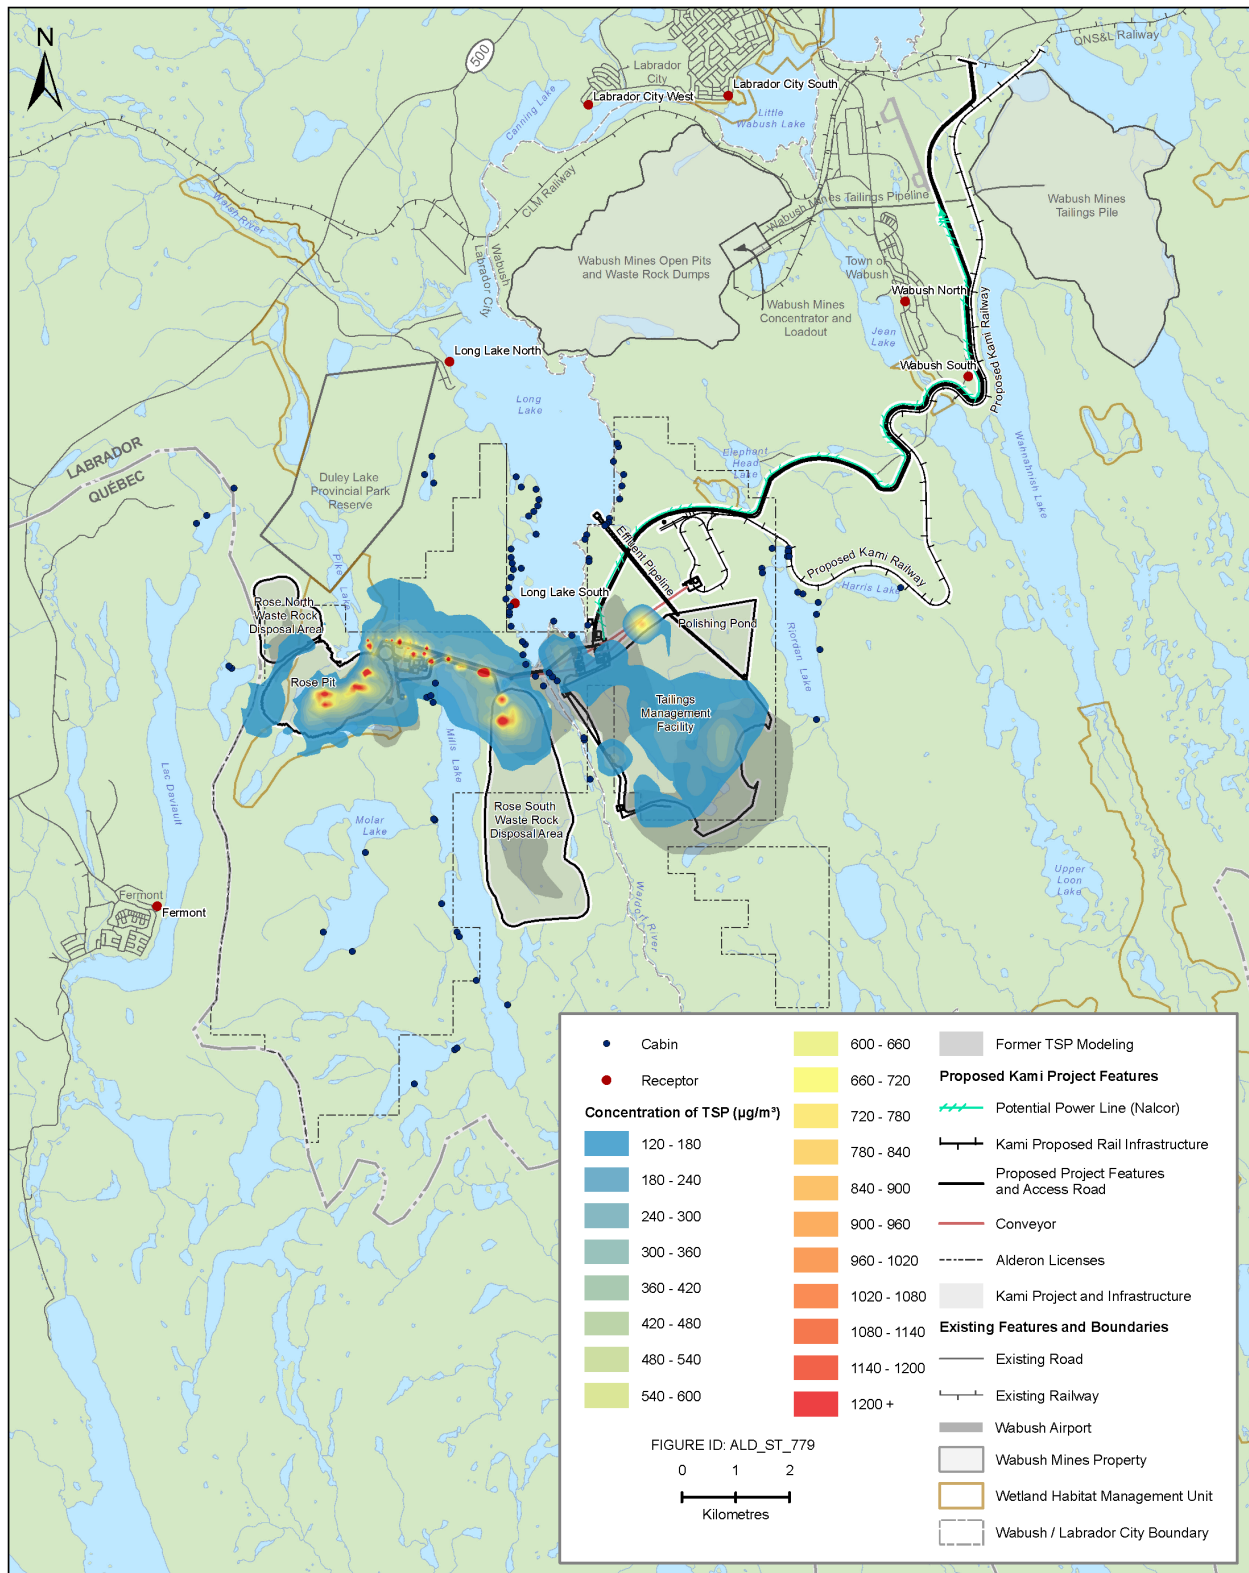 N
500
QNS&L Railway
Labrador
City
Labrador City West
Labrador City South
Canning Lake
Little
Wabush Lake
CLM Railway
Walsh River
Wabush Mines Tailings Pipeline
Wabush Mines
Tailings Pile
Wabush
Labrador City
Wabush Mines Open Pits
and Waste Rock Dumps
Town of
Wabush
Wabush North
Wabush Mines
Concentrator and
Loadout
Jean
Lake
Proposed Kami Railway
Long Lake North
Wabush South
Long
Lake
LABRADOR
QUÉBEC
Elephant
Head
Lake
Wahnahnish Lake
Duley Lake
Provincial Park
Reserve
Effluent Pipeline
Pike Lake
Proposed Kami Railway
Harris Lake
Long Lake South
Rose North
Waste Rock
Disposal Area
Polishing Pond
Riordan Lake
Rose Pit
Tailings
Management
Facility
Mills Lake
Lac Daviault
Molar
Lake
Rose South
Waste Rock
Disposal Area
Waldorf River
Upper
Loon
Lake
Fermont
Fermont
Cabin
Receptor
Concentration of TSP (µg/m³)
120 - 180
180 - 240
240 - 300
300 - 360
360 - 420
420 - 480
480 - 540
540 - 600
600 - 660
660 - 720
720 - 780
780 - 840
840 - 900
900 - 960
960 - 1020
1020 - 1080
1080 - 1140
1140 - 1200
1200 +
Former TSP Modeling
Proposed Kami Project Features
Potential Power Line (Nalcor)
Kami Proposed Rail Infrastructure
Proposed Project Features
and Access Road
Conveyor
Alderon Licenses
Kami Project and Infrastructure
Existing Features and Boundaries
Existing Road
Existing Railway
Wabush Airport
Wabush Mines Property
Wetland Habitat Management Unit
Wabush / Labrador City Boundary
FIGURE ID: ALD_ST_779
0 1 2
Kilometres